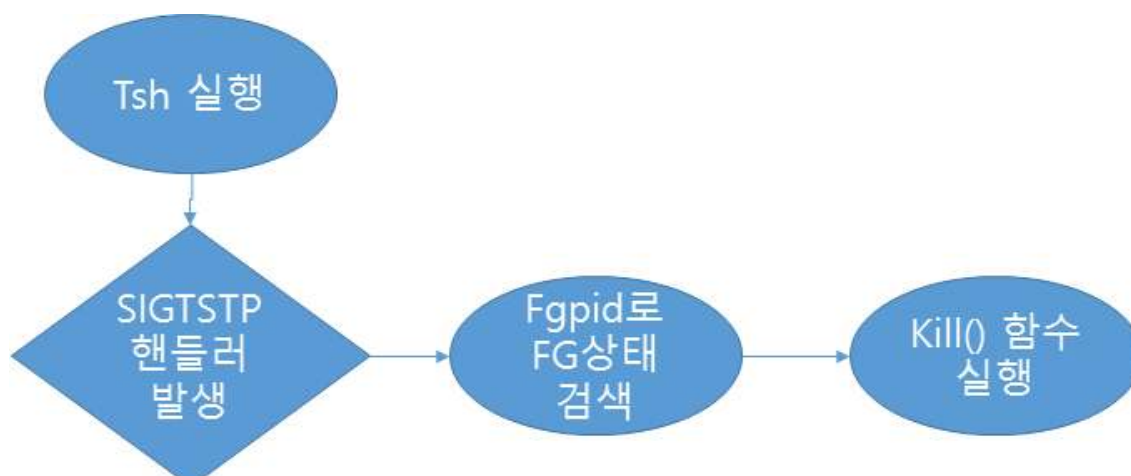 Tsh 실행
SIGTSTP
핸들러
발생
Fgpid로
FG상태
검색
Kill() 함수
실행